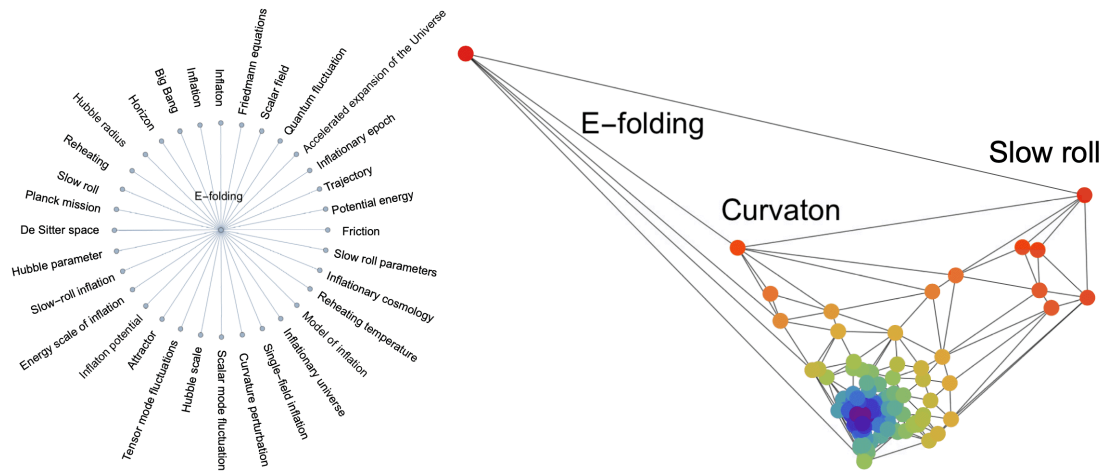 Friedmann equations
Scalar field
Quantum fluctuation
Accelerated expansion of the Universe
Inflationary epoch
Trajectory
Potential energy
Friction
Slow roll parameters
Inflationary cosmology
Reheating temperature
Model of inflation
Inflationary universe
Single−field inflation
Curvature perturbation
Scalar mode fluctuation
Hubble scale
Tensor mode fluctuations
Attractor
Inflaton potential
Energy scale of inflation
Slow−roll inflation
Hubble parameter
De Sitter space
Planck mission
Slow roll
Reheating
Hubble radius
Horizon
Big Bang
Inflation
Inflaton
E−folding
E−folding
Slow roll
Curvaton